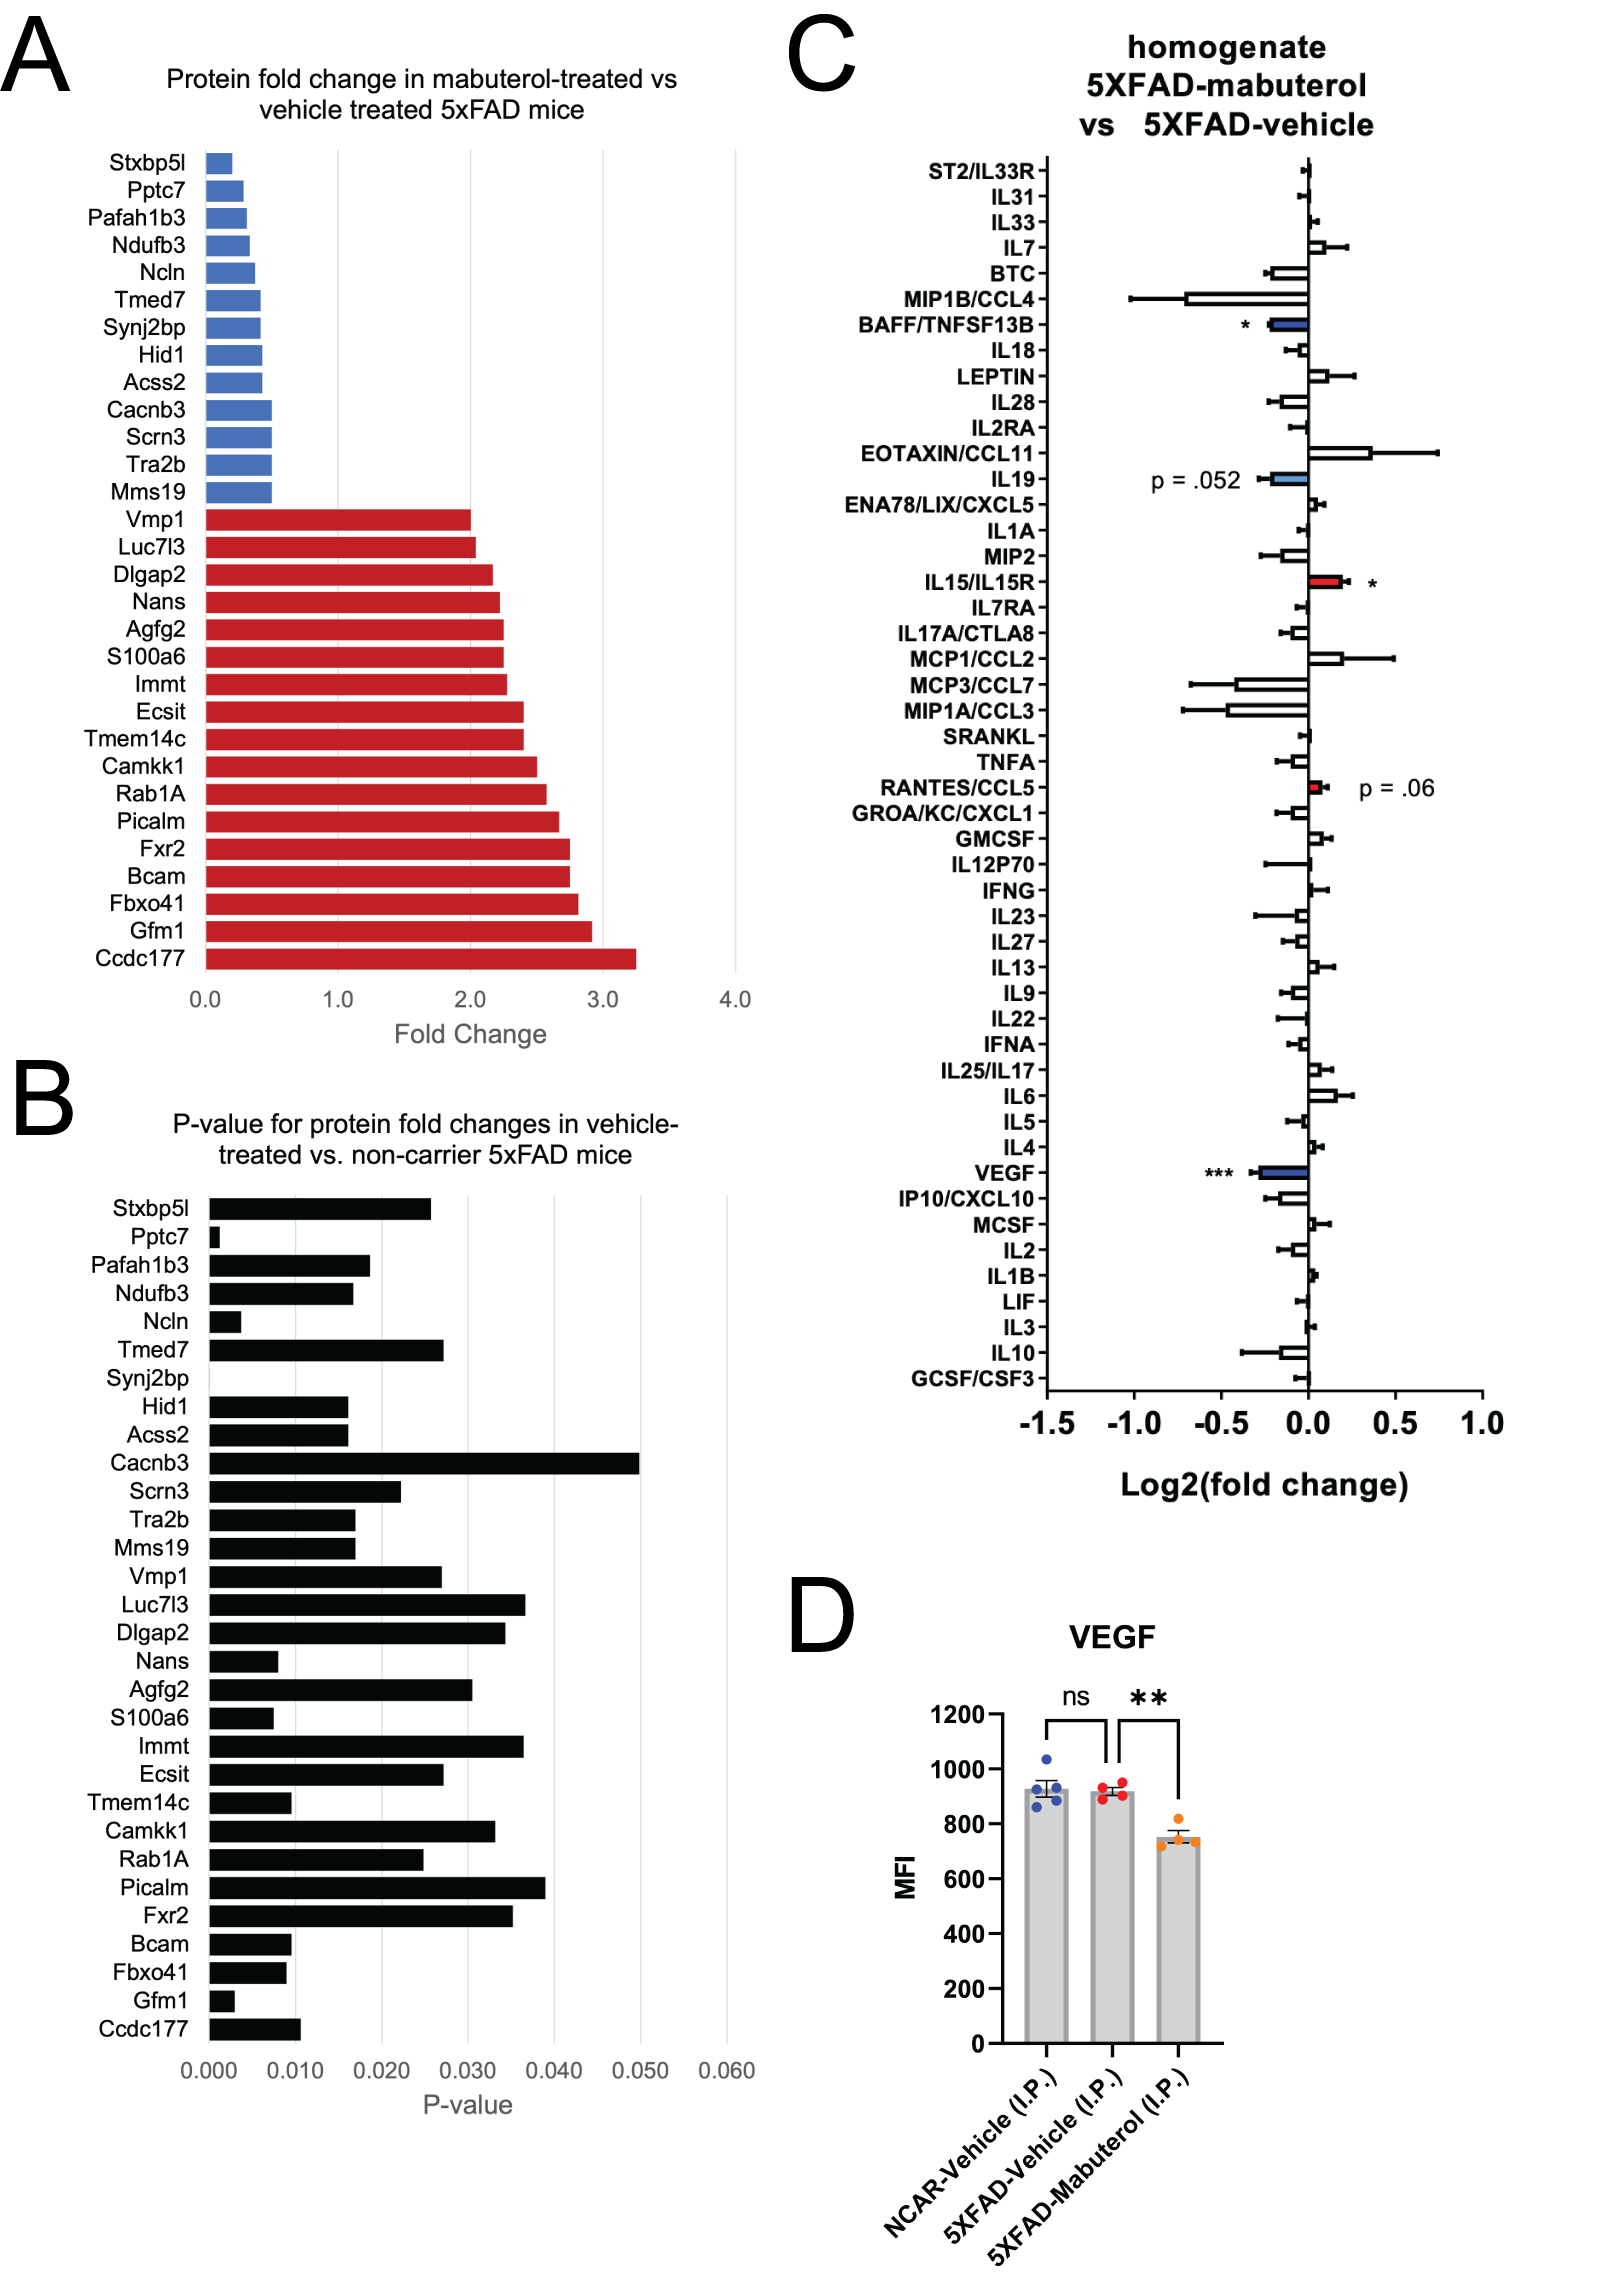 A
Protein fold change in mabuterol-treated vs
vehicle treated 5xFAD mice
Stxbp5l
Pptc7
Pafah1b3
Ndufb3
Ncln
Tmed7
Synj2bp
Hid1
Acss2
Cacnb3
Scrn3
Tra2b
Mms19
Vmp1
Luc7l3
Dlgap2
Nans
Agfg2
S100a6
Immt
Ecsit
Tmem14c
Camkk1
Rab1A
Picalm
Fxr2
Bcam
Fbxo41
Gfm1
Ccdc177
0.0 1.0 2.0 3.0 4.0
Fold Change
B
P-value for protein fold changes in vehicle-
treated vs. non-carrier 5xFAD mice
Stxbp5l
Pptc7
Pafah1b3
Ndufb3
Ncln
Tmed7
Synj2bp
Hid1
Acss2
Cacnb3
Scrn3
Tra2b
Mms19
Vmp1
Luc7l3
Dlgap2
Nans
Agfg2
S100a6
Immt
Ecsit
Tmem14c
Camkk1
Rab1A
Picalm
Fxr2
Bcam
Fbxo41
Gfm1
Ccdc177
0.000 0.010 0.020 0.030 0.040 0.050 0.060
P-value
C
homogenate
5XFAD-mabuterol
vs 5XFAD-vehicle
ST2/IL33R
IL31
IL33
IL7
BTC
MIP1B/CCL4
BAFF/TNFSF13B *
IL18
LEPTIN
IL28
IL2RA
EOTAXIN/CCL11
IL19 p = .052
ENA78/LIX/CXCL5
IL1A
MIP2
IL15/IL15R *
IL7RA
IL17A/CTLA8
MCP1/CCL2
MCP3/CCL7
MIP1A/CCL3
SRANKL
TNFA
RANTES/CCL5 p = .06
GROA/KC/CXCL1
GMCSF
IL12P70
IFNG
IL23
IL27
IL13
IL9
IL22
IFNA
IL25/IL17
IL6
IL5
IL4
VEGF ***
IP10/CXCL10
MCSF
IL2
IL1B
LIF
IL3
IL10
GCSF/CSF3
-1.5 -1.0 -0.5 0.0 0.5 1.0
Log2(fold change)
D
VEGF
ns **
1200
1000
800
600
400
200
0
MFI
NCAR-Vehicle (I.P.)
5XFAD-Vehicle (I.P.)
5XFAD-Mabuterol (I.P.)